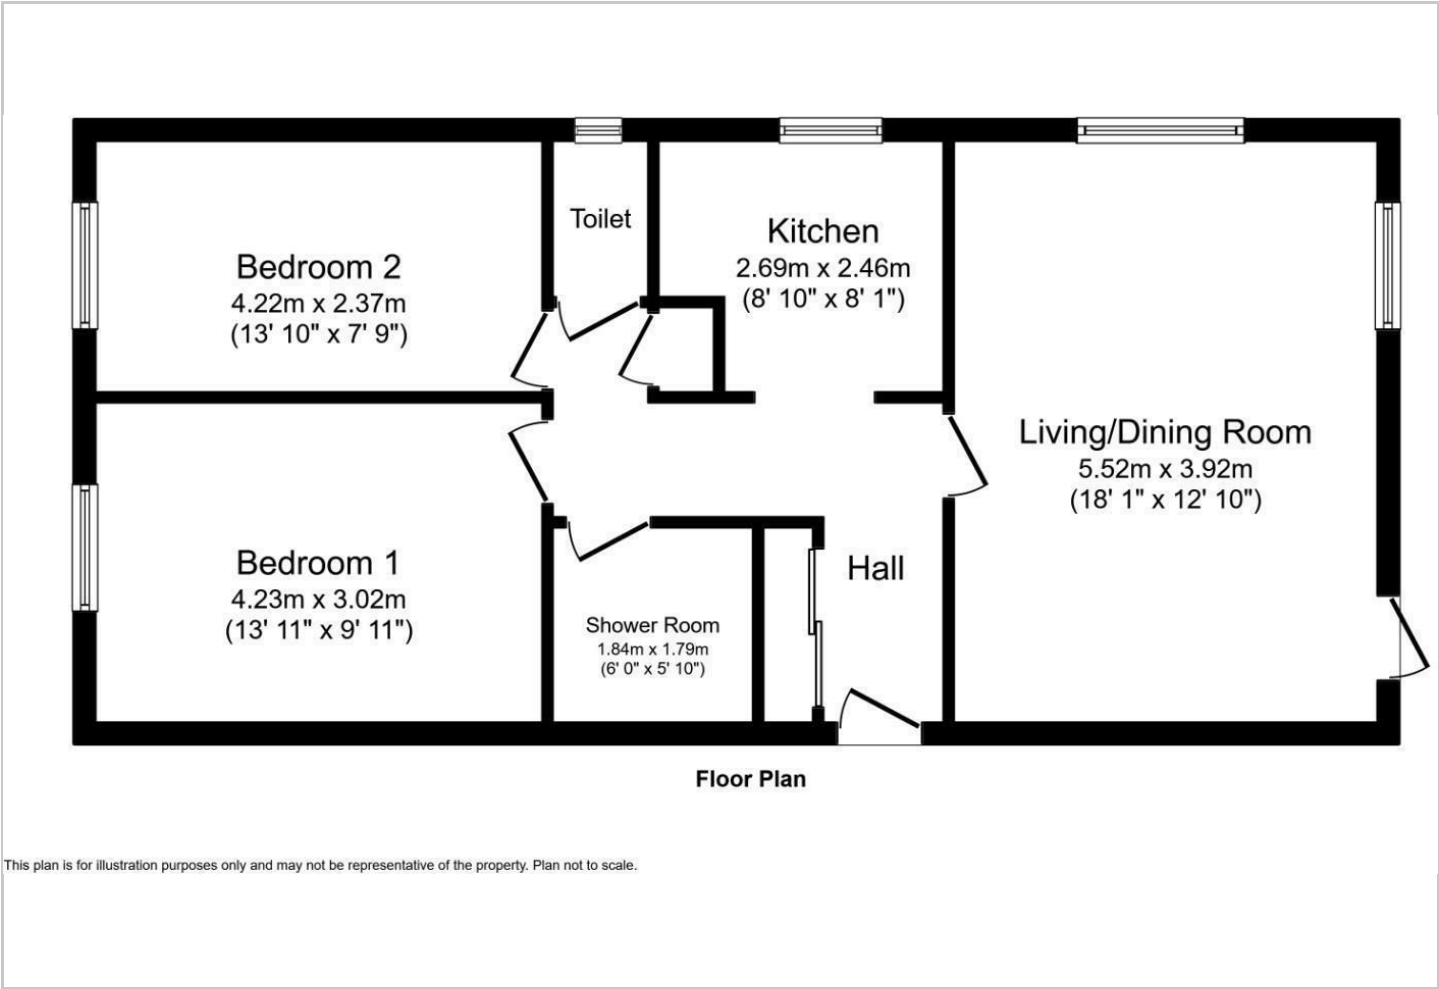 Toilet
Kitchen
2.69m x 2.46m
(8' 10" x 8' 1")
Bedroom 2
4.22m x 2.37m
(13' 10" x 7' 9")
Living/Dining Room
5.52m x 3.92m
(18' 1" x 12' 10")
Bedroom 1
4.23m x 3.02m
(13' 11" x 9' 11")
Hall
Shower Room
1.84m x 1.79m
(6' 0" x 5' 10")
Floor Plan
This plan is for illustration purposes only and may not be representative of the property. Plan not to scale.